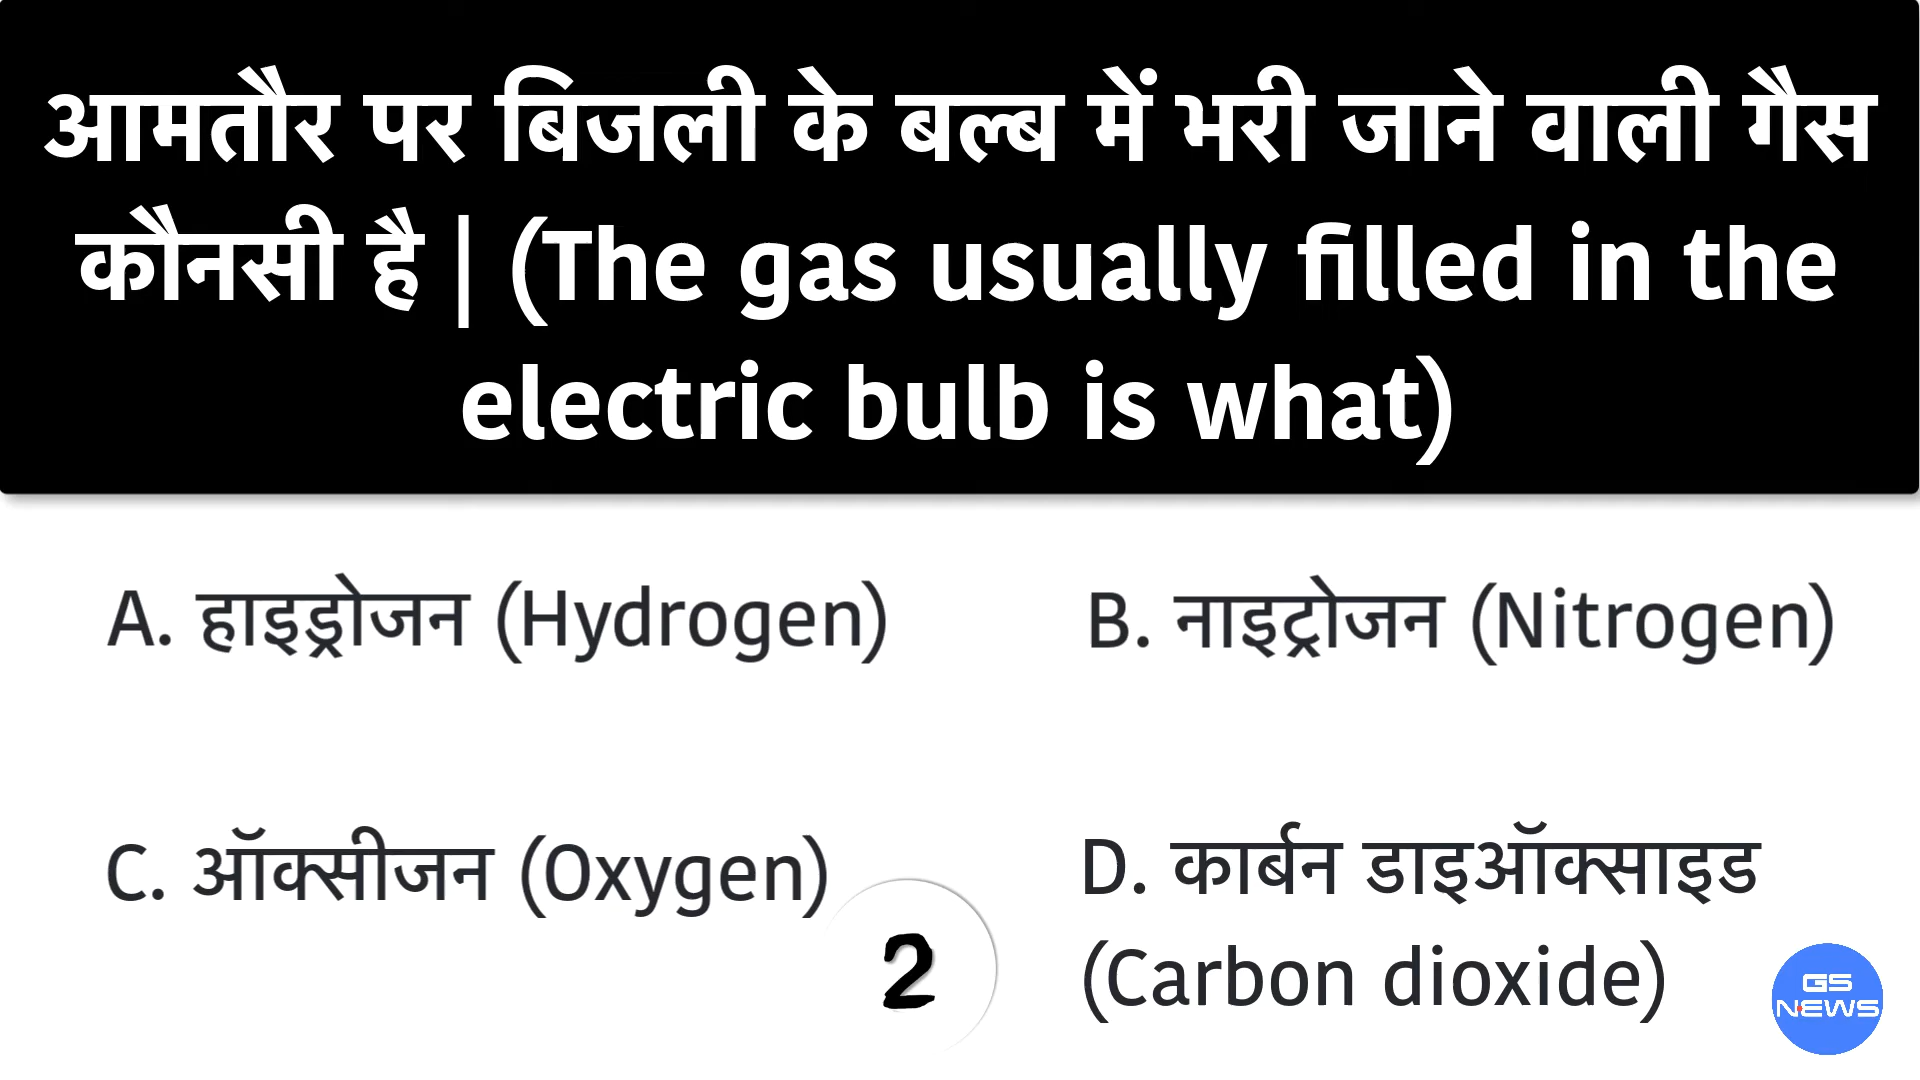 आमतौर पर बिजली के बल्ब में भरी जाने वाली गैस
कौनसी है | (The gas usually filled in the
electric bulb is what)
A. हाइड्रोजन (Hydrogen)
B. नाइट्रोजन (Nitrogen)
C. ऑक्सीजन (Oxygen)
D. कार्बन डाइऑक्साइड
(Carbon dioxide)
2
GS
NEWS